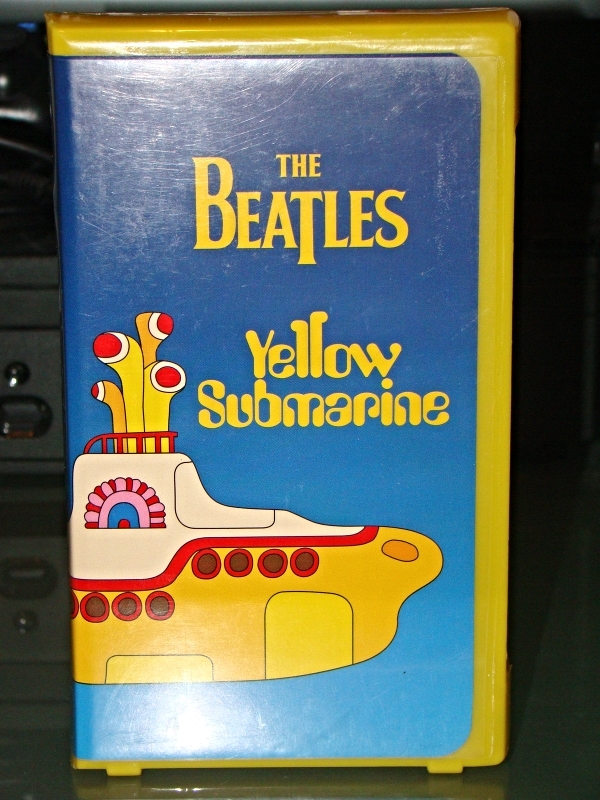 THE
BEATLES
Yellow
Submarine